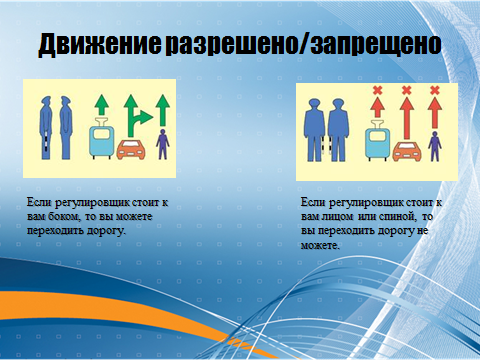 Движение разрешено/запрещено
Если регулировщик стоит к
вам боком, то вы можете
переходить дорогу.
Если регулировщик стоит к
вам лицом или спиной, то
вы переходить дорогу не
можете.